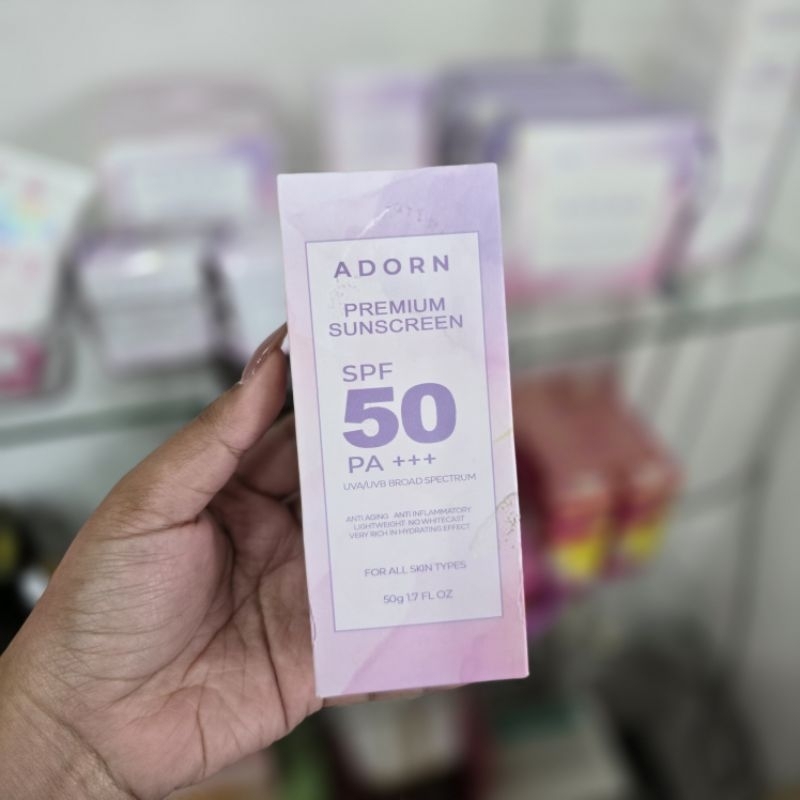 ADORN
PREMIUM
SUNSCREEN
SPF
50
PA +++
UVA/UVB BROAD SPECTRUM
ANTI AGING ANTI INFLAMMATORY
LIGHTWEIGHT NO WHITECAST
VERY RICH IN HYDRATING EFFECT
FOR ALL SKIN TYPES
50g 1.7 FL OZ